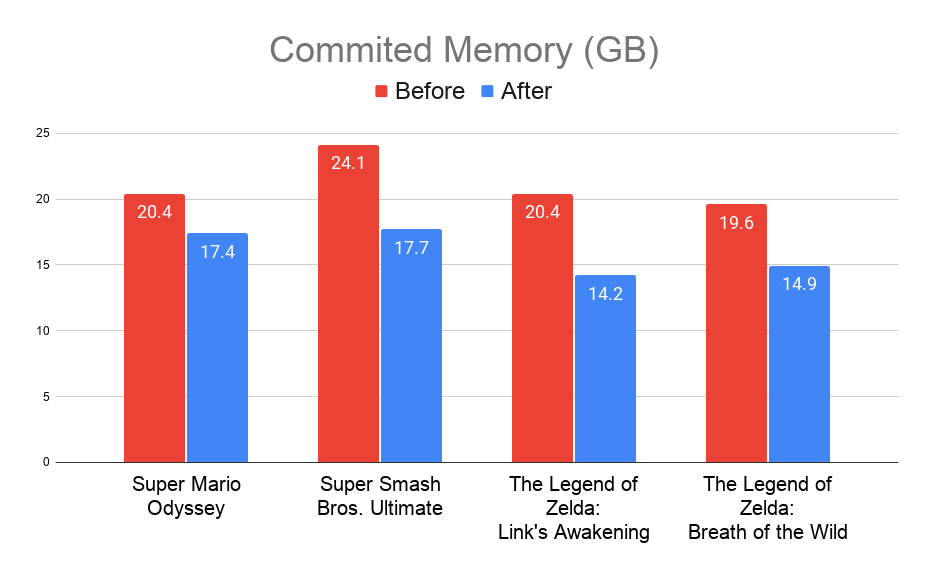 Commited Memory (GB)
Before After
25
20
15
10
5
0
20.4
17.4
24.1
17.7
20.4
14.2
19.6
14.9
Super Mario
Odyssey
Super Smash
Bros. Ultimate
The Legend of
Zelda:
Link's Awakening
The Legend of
Zelda:
Breath of the Wild